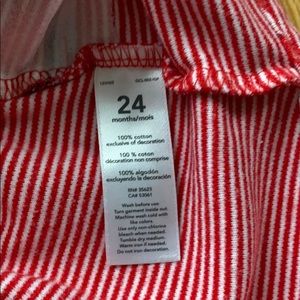 24
months/mois
100% cotton
exclusive of decoration
100 % coton
décoration non comprise
100% algodón
excluyendo la decoración
RN# 35623
CA# 53061
Wash before use
Turn garment inside out.
Machine wash cold with
like colors.
Use only non-chlorine
bleach when needed.
Tumble dry medium.
Warm iron if needed.
Do not iron decoration.